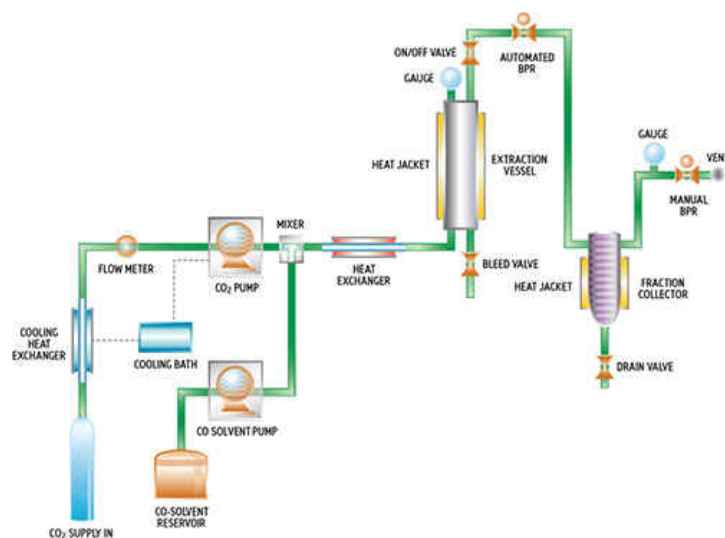 ON/OFF VALVE
AUTOMATED
BPR
GAUGE
GAUGE
VEN
HEAT JACKET
EXTRACTION
VESSEL
MANUAL
BPR
MIXER
FLOW METER
CO₂ PUMP
HEAT
EXCHANGER
BLEED VALVE
HEAT JACKET
FRACTION
COLLECTOR
COOLING
HEAT
EXCHANGER
COOLING BATH
DRAIN VALVE
CO SOLVENT PUMP
CO-SOLVENT
RESERVOIR
CO₂ SUPPLY IN